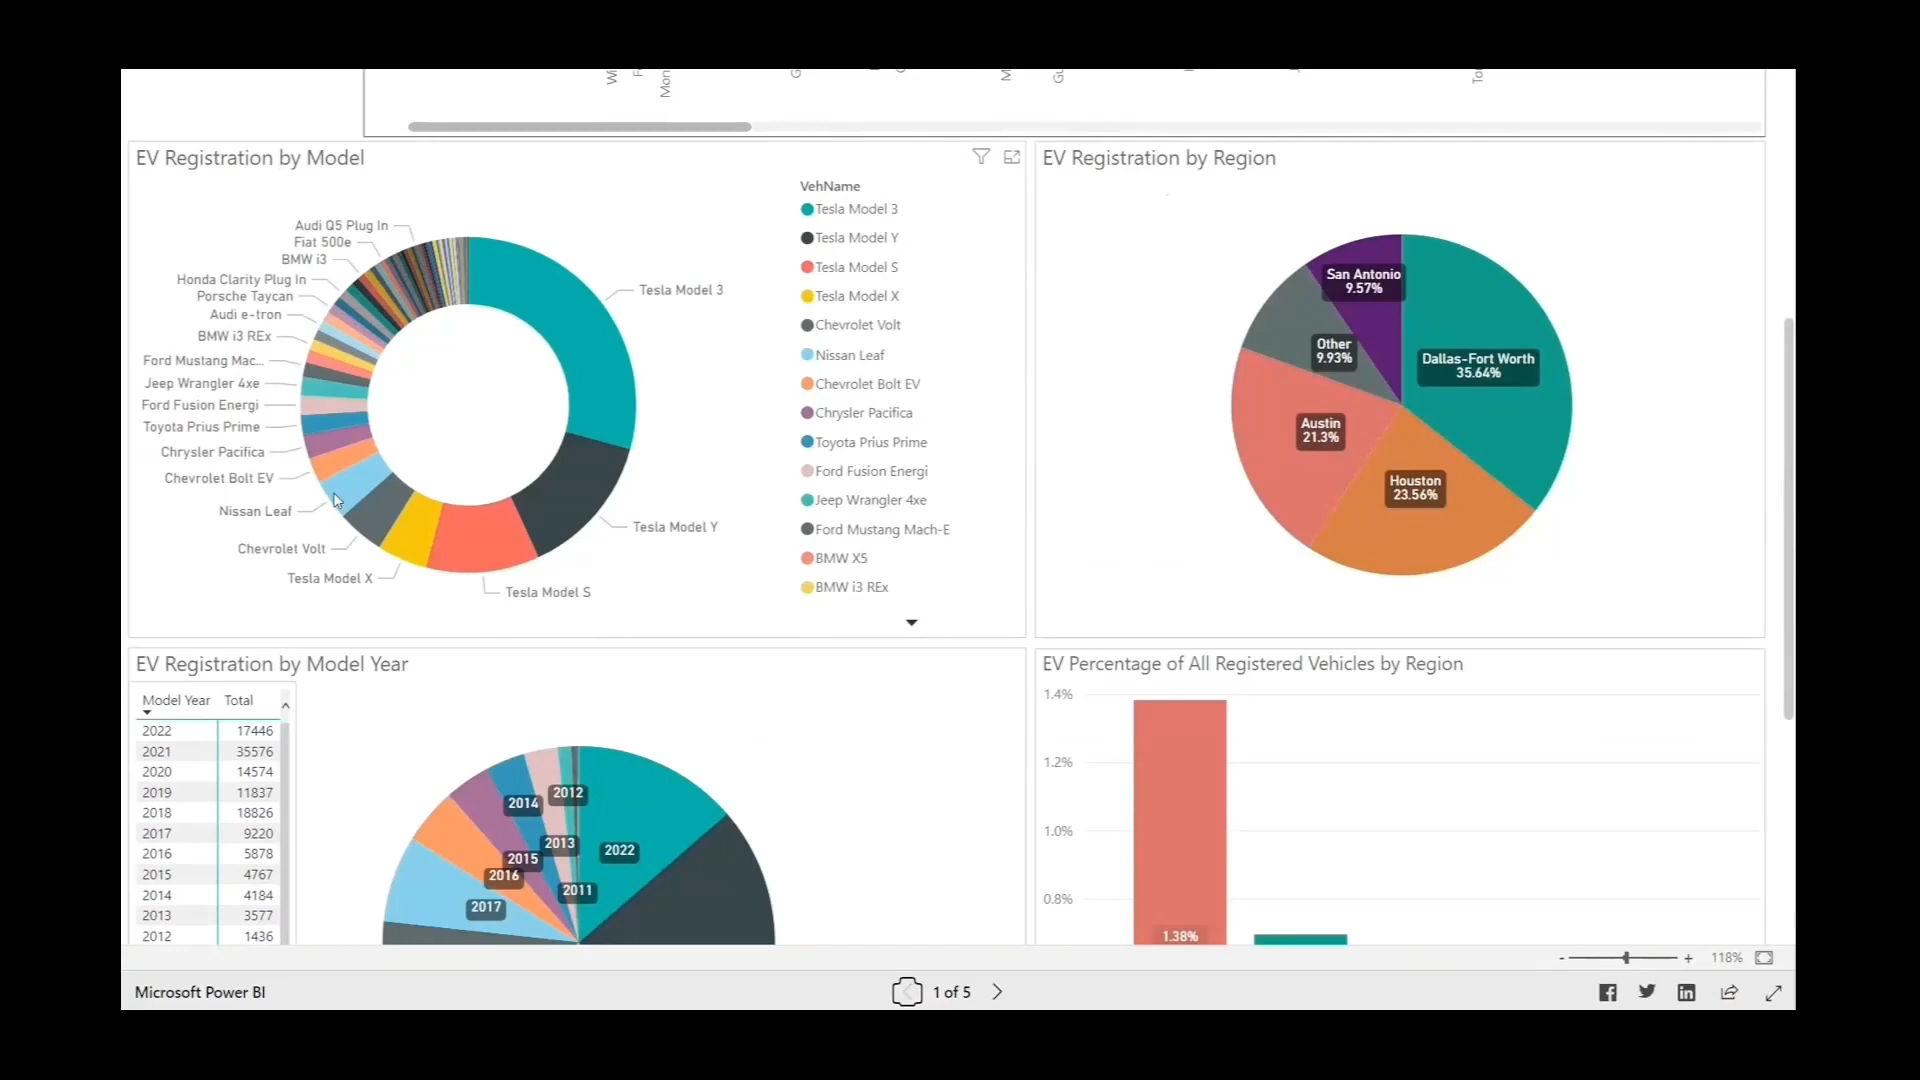 EV Registration by Model
Audi Q5 Plug In
Fiat 500e
BMW i3
Honda Clarity Plug In
Porsche Taycan
Audi e-tron
BMW i3 REx
Ford Mustang Mac...
Jeep Wrangler 4xe
Ford Fusion Energi
Toyota Prius Prime
Chrysler Pacifica
Chevrolet Bolt EV
Nissan Leaf
Chevrolet Volt
Tesla Model X
Tesla Model S
Tesla Model Y
Tesla Model 3
VehName
Tesla Model 3
Tesla Model Y
Tesla Model S
Tesla Model X
Chevrolet Volt
Nissan Leaf
Chevrolet Bolt EV
Chrysler Pacifica
Toyota Prius Prime
Ford Fusion Energi
Jeep Wrangler 4xe
Ford Mustang Mach-E
BMW X5
BMW i3 REx
EV Registration by Region
San Antonio
9.57%
Other
9.93%
Dallas-Fort Worth
35.64%
Austin
21.3%
Houston
23.56%
EV Registration by Model Year
Model Year Total
2022 17446
2021 35576
2020 14574
2019 11837
2018 18826
2017 9220
2016 5878
2015 4767
2014 4184
2013 3577
2012 1436
2012
2014
2013
2022
2015
2016
2011
2017
EV Percentage of All Registered Vehicles by Region
1.4%
1.2%
1.0%
0.8%
1.38%
- + 118%
Microsoft Power BI
1 of 5